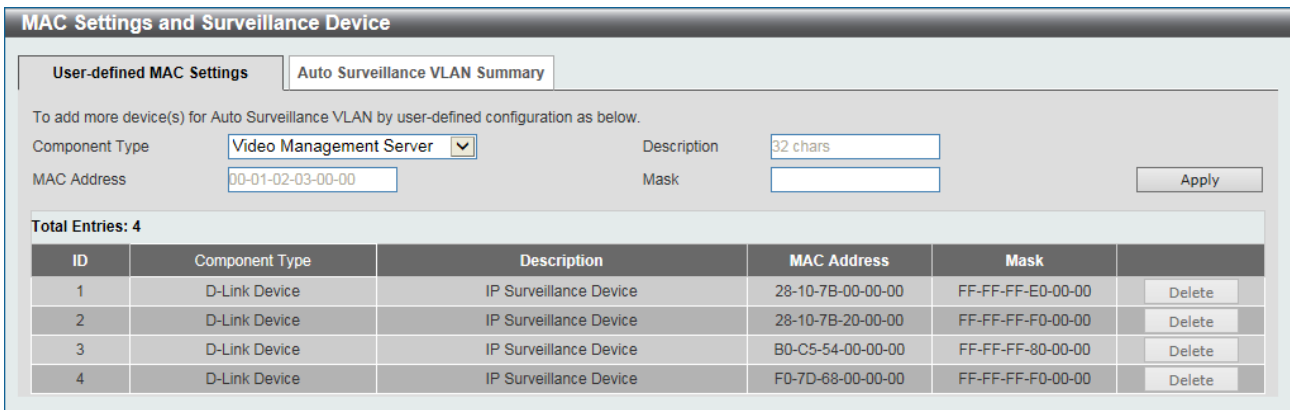 MAC Settings and Surveillance Device
User-defined MAC Settings Auto Surveillance VLAN Summary
To add more device(s) for Auto Surveillance VLAN by user-defined configuration as below.
Component Type Video Management Server Description 32 chars
MAC Address 00-01-02-03-00-00 Mask Apply
Total Entries: 4
ID Component Type Description MAC Address Mask
1 D-Link Device IP Surveillance Device 28-10-7B-00-00-00 FF-FF-FF-E0-00-00 Delete
2 D-Link Device IP Surveillance Device 28-10-7B-20-00-00 FF-FF-FF-F0-00-00 Delete
3 D-Link Device IP Surveillance Device B0-C5-54-00-00-00 FF-FF-FF-80-00-00 Delete
4 D-Link Device IP Surveillance Device F0-7D-68-00-00-00 FF-FF-FF-F0-00-00 Delete